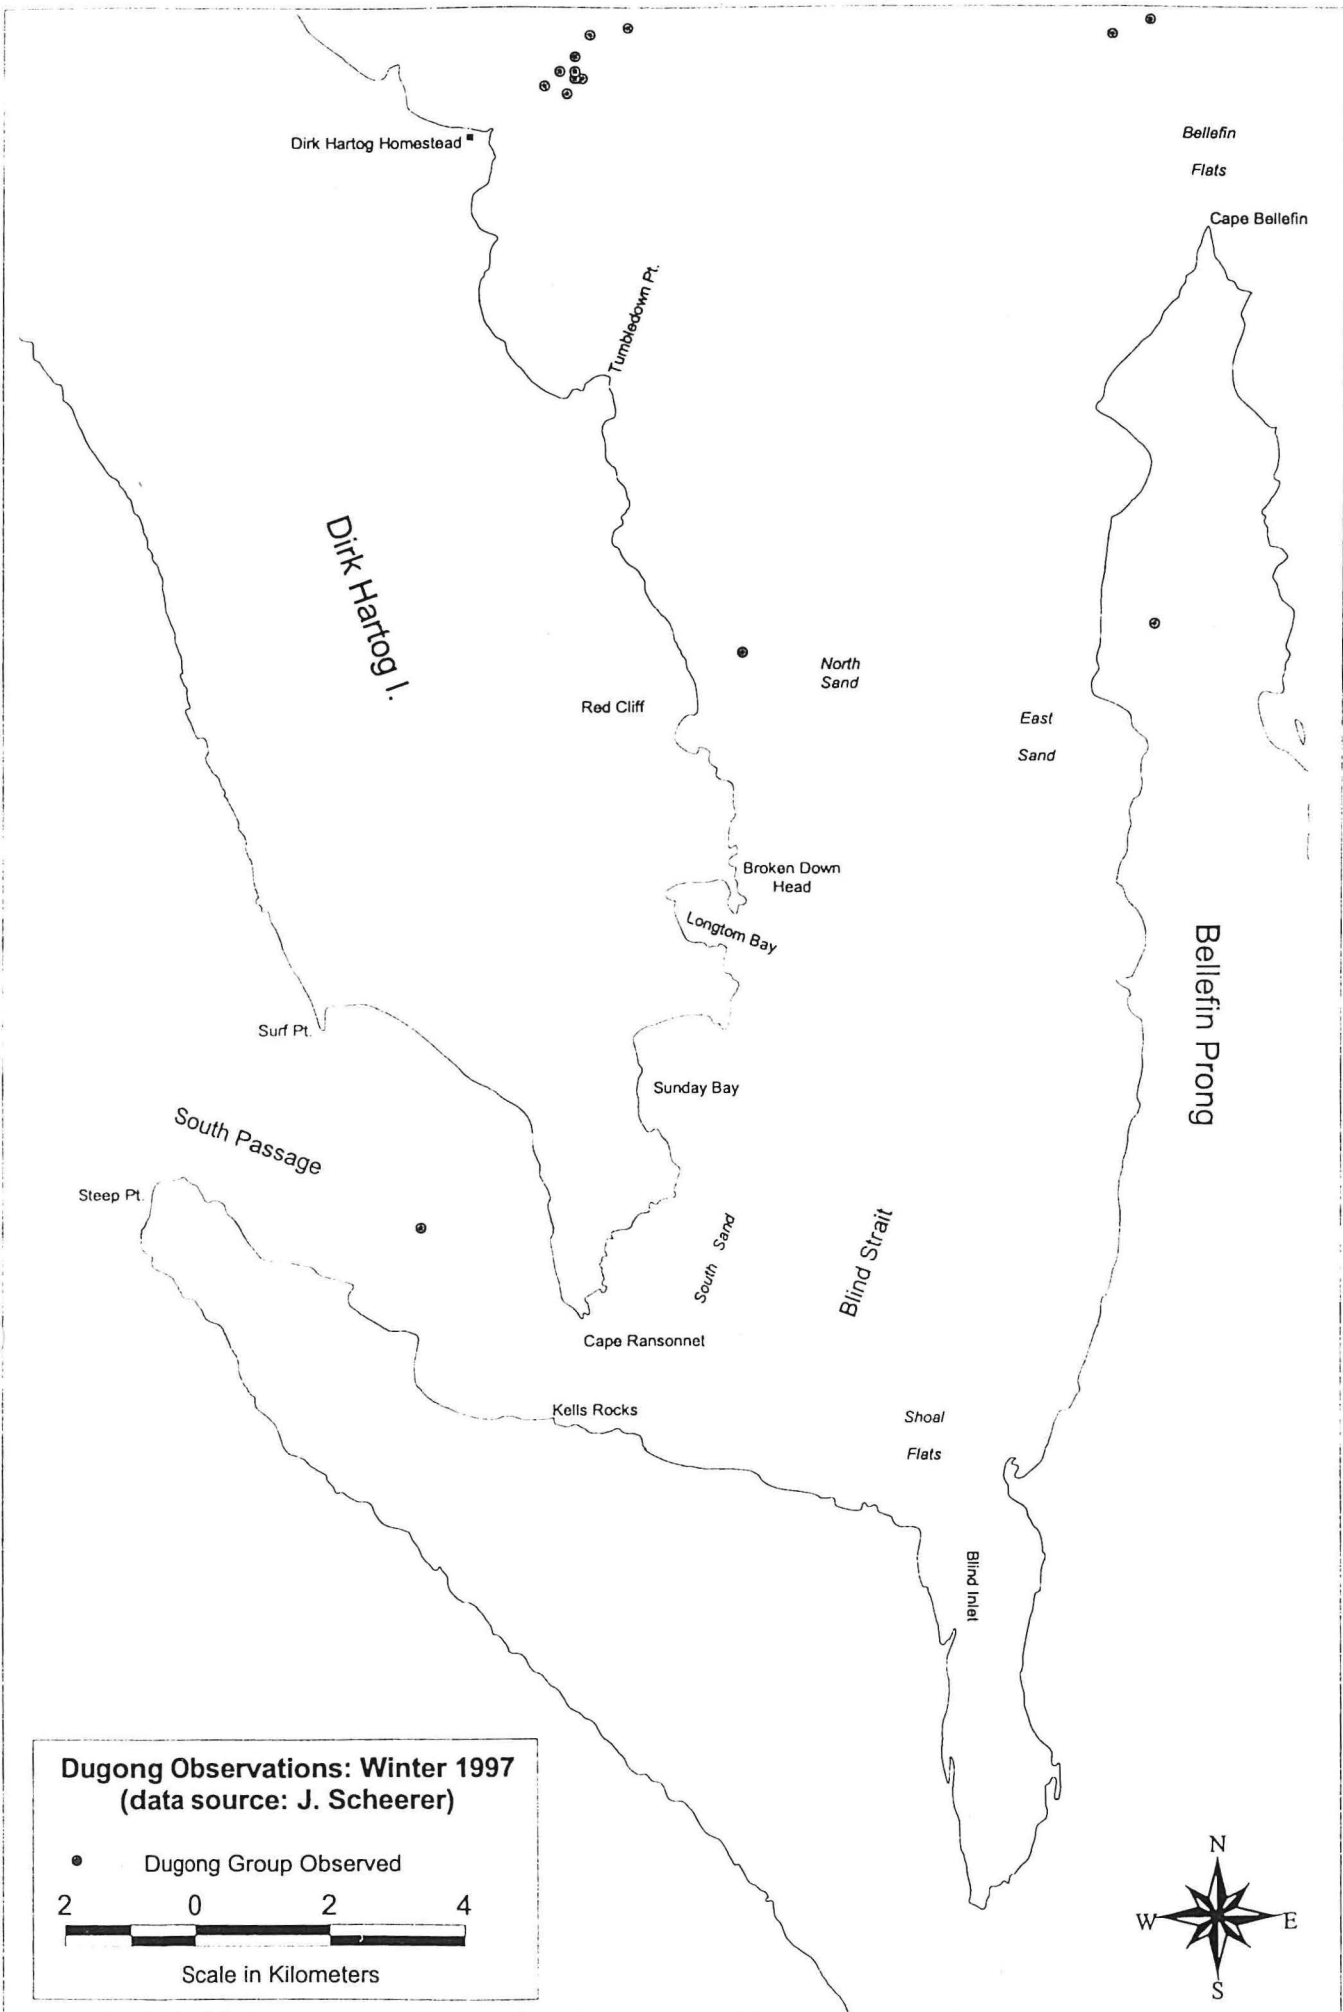 Dirk Hartog Homestead
Bellefin
Flats
Cape Bellefin
Tumbledown Pt.
Dirk Hartog I.
North
Sand
Red Cliff
East
Sand
Broken Down
Head
Longtom Bay
Bellefin Prong
Surf Pt.
Sunday Bay
South Passage
Steep Pt.
South Sand
Blind Strait
Cape Ransonnet
Kells Rocks
Shoal
Flats
Blind Inlet
Dugong Observations: Winter 1997
(data source: J. Scheerer)
Dugong Group Observed
2 0 2 4
Scale in Kilometers
N
W E
S